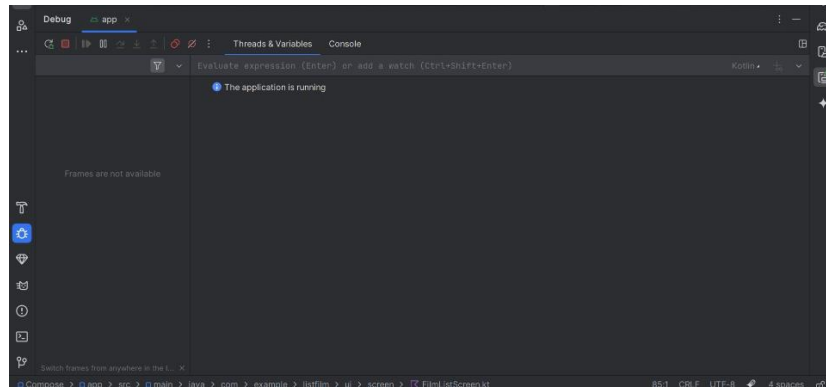 Debug app
Threads & Variables Console
Evaluate expression (Enter) or add a watch (Ctrl+Shift+Enter) Kotlin
The application is running
Frames are not available
Switch frames from anywhere in the I...
Compose > app > src > main > java > com > example > listfilm > ui > screen > FilmListScreen.kt 85:1 CRLF UTF-8 4 spaces